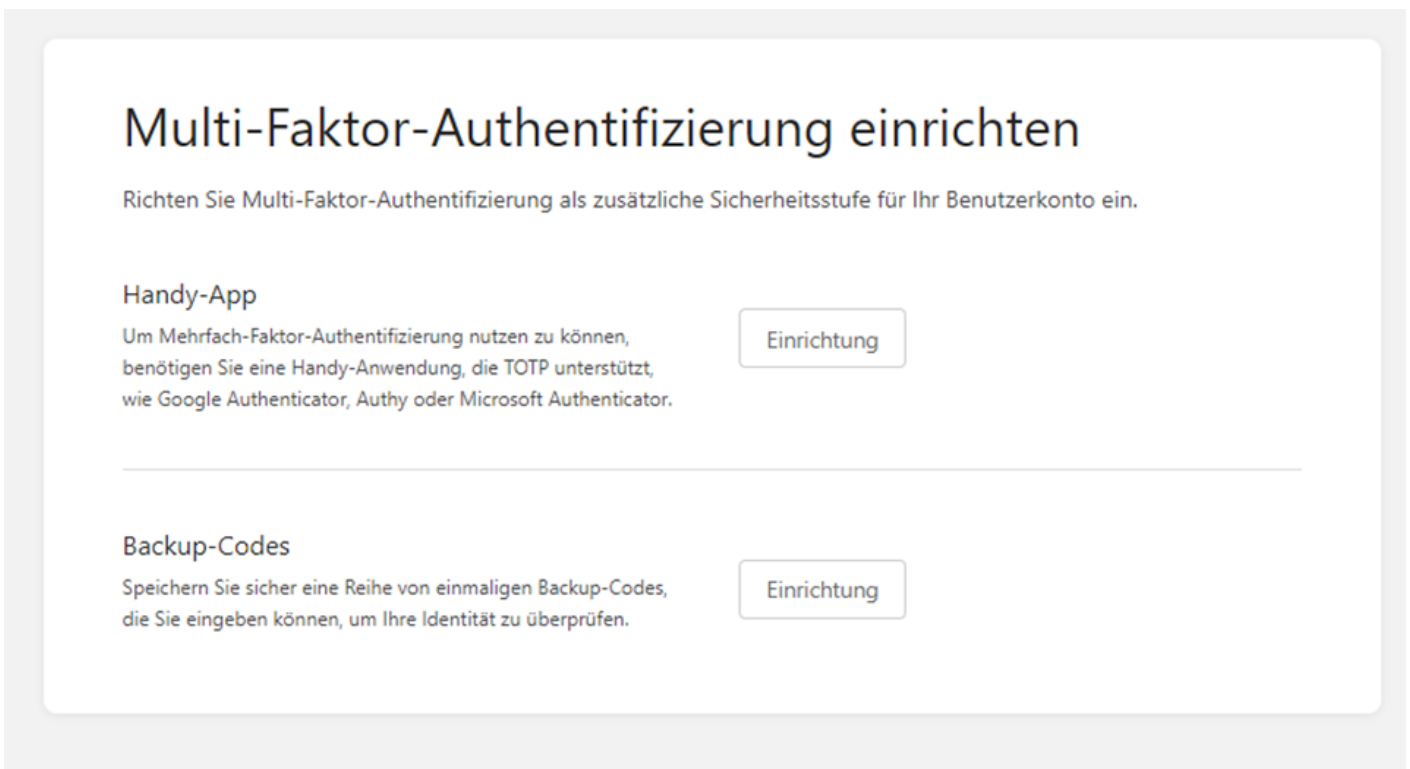 Multi-Faktor-Authentifizierung einrichten
Richten Sie Multi-Faktor-Authentifizierung als zusätzliche Sicherheitsstufe für Ihr Benutzerkonto ein.
Handy-App
Um Mehrfach-Faktor-Authentifizierung nutzen zu können,
benötigen Sie eine Handy-Anwendung, die TOTP unterstützt,
wie Google Authenticator, Authy oder Microsoft Authenticator.
Einrichtung
Backup-Codes
Speichern Sie sicher eine Reihe von einmaligen Backup-Codes,
die Sie eingeben können, um Ihre Identität zu überprüfen.
Einrichtung